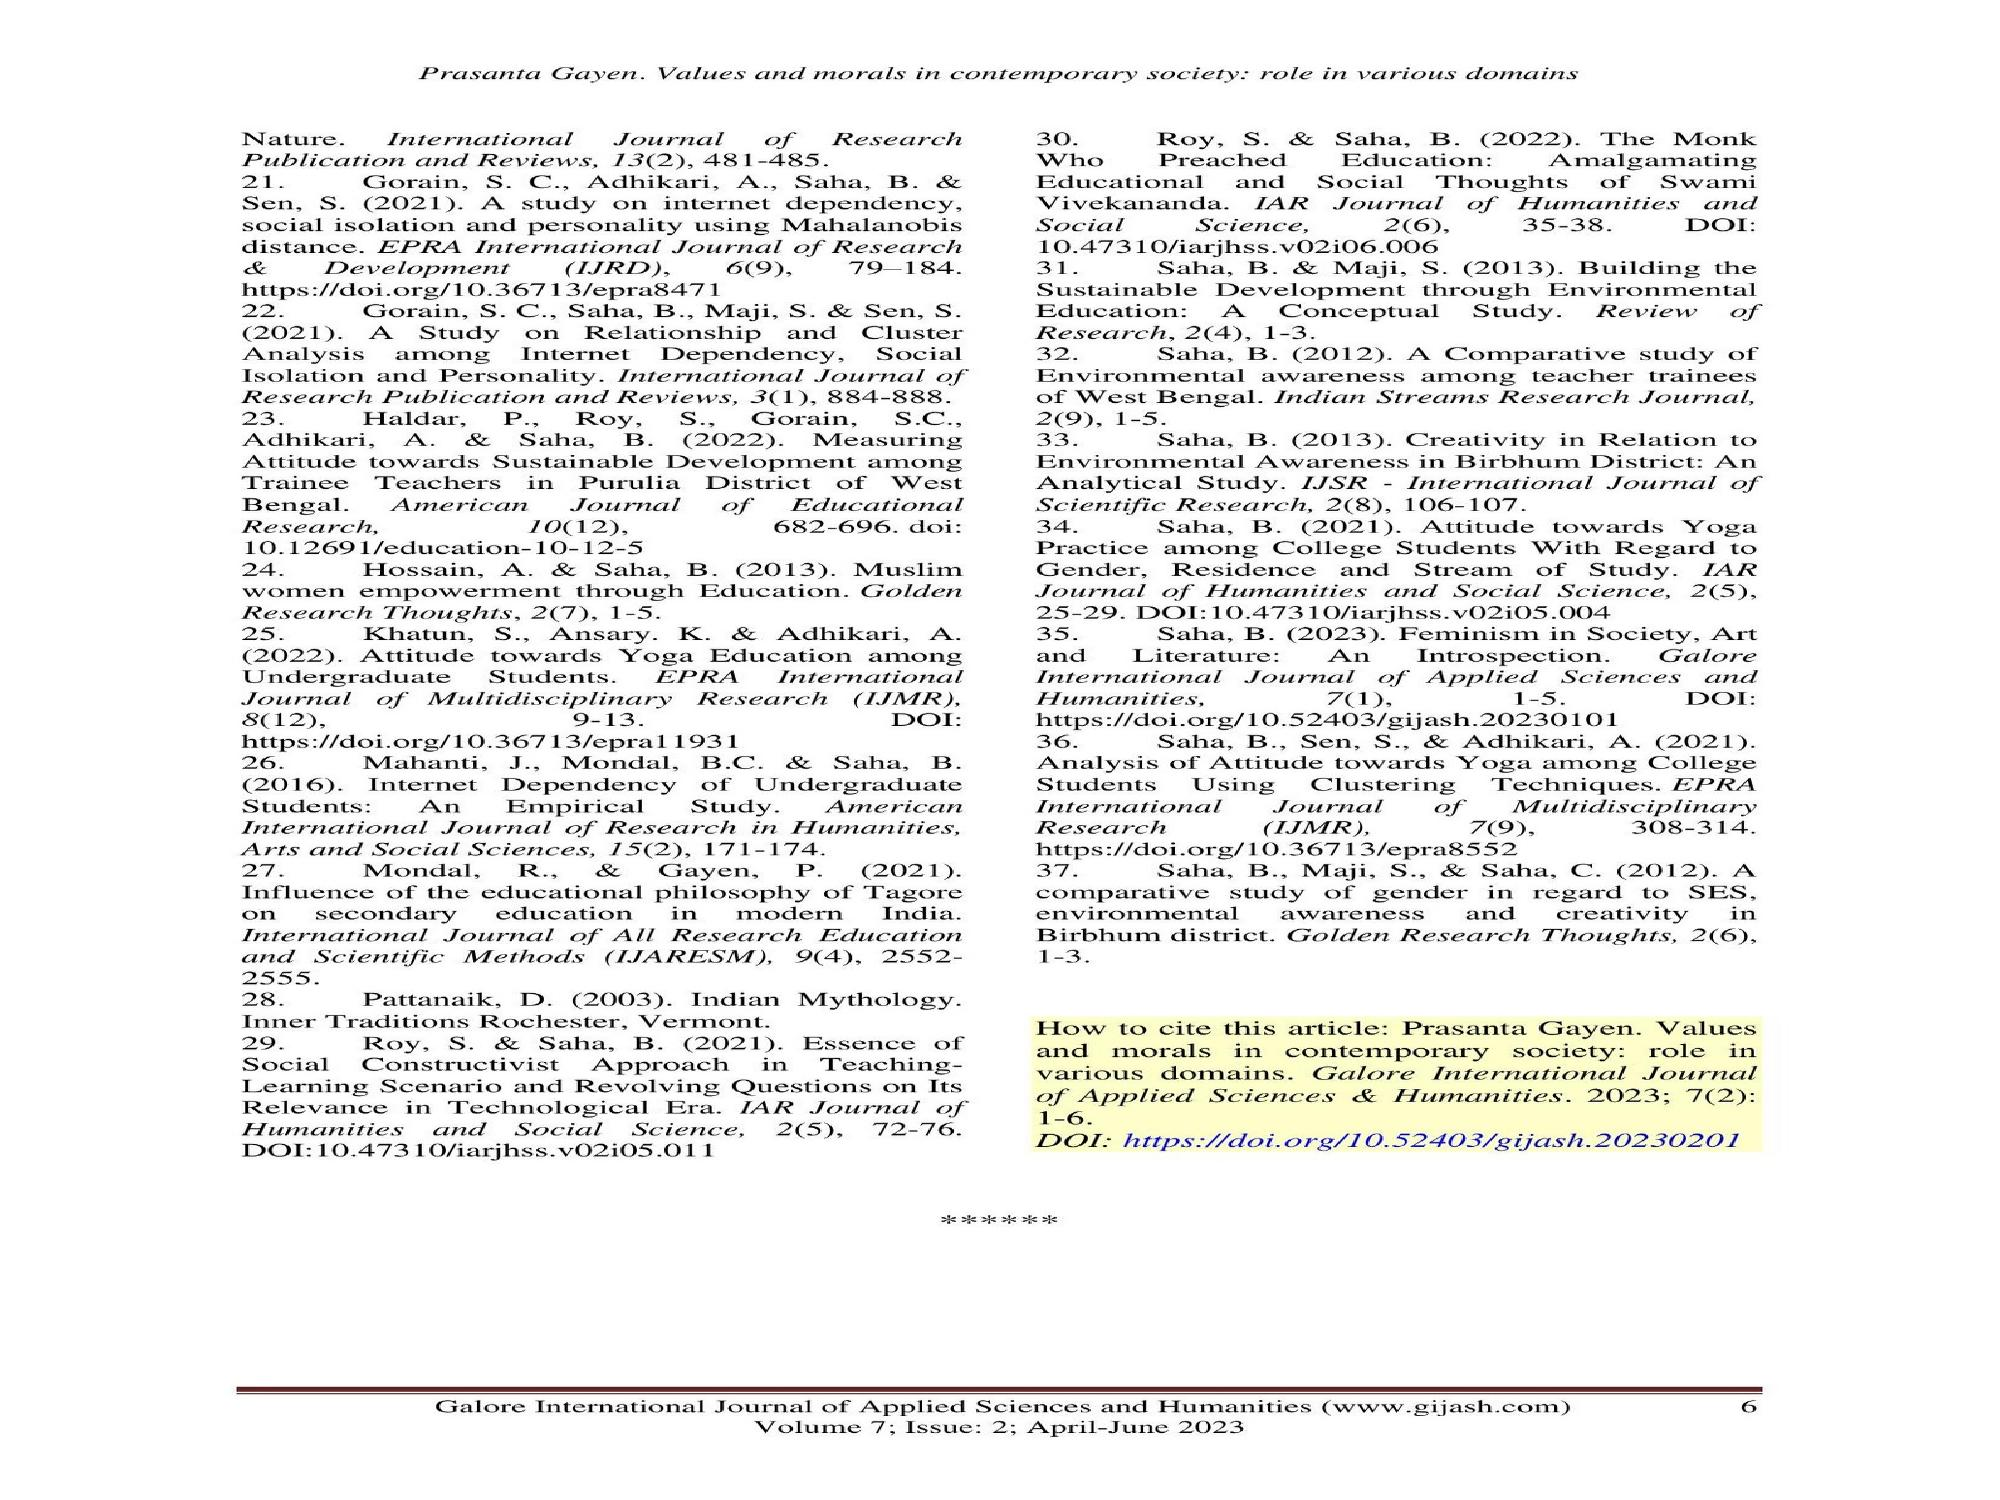 Prasanta Gayen. Values and morals in contemporary society: role in various domains
Nature. International Journal of Research
Publication and Reviews, 13(2), 481-485.
21. Gorain, S. C., Adhikari, A., Saha, B. &
Sen, S. (2021). A study on internet dependency,
social isolation and personality using Mahalanobis
distance. EPRA International Journal of Research
& Development (IJRD), 6(9), 79–184.
https://doi.org/10.36713/epra8471
22. Gorain, S. C., Saha, B., Maji, S. & Sen, S.
(2021). A Study on Relationship and Cluster
Analysis among Internet Dependency, Social
Isolation and Personality. International Journal of
Research Publication and Reviews, 3(1), 884-888.
23. Haldar, P., Roy, S., Gorain, S.C.,
Adhikari, A. & Saha, B. (2022). Measuring
Attitude towards Sustainable Development among
Trainee Teachers in Purulia District of West
Bengal. American Journal of Educational
Research, 10(12), 682-696. doi:
10.12691/education-10-12-5
24. Hossain, A. & Saha, B. (2013). Muslim
women empowerment through Education. Golden
Research Thoughts, 2(7), 1-5.
25. Khatun, S., Ansary. K. & Adhikari, A.
(2022). Attitude towards Yoga Education among
Undergraduate Students. EPRA International
Journal of Multidisciplinary Research (IJMR),
8(12), 9-13. DOI:
https://doi.org/10.36713/epra11931
26. Mahanti, J., Mondal, B.C. & Saha, B.
(2016). Internet Dependency of Undergraduate
Students: An Empirical Study. American
International Journal of Research in Humanities,
Arts and Social Sciences, 15(2), 171-174.
27. Mondal, R., & Gayen, P. (2021).
Influence of the educational philosophy of Tagore
on secondary education in modern India.
International Journal of All Research Education
and Scientific Methods (IJARESM), 9(4), 2552-
2555.
28. Pattanaik, D. (2003). Indian Mythology.
Inner Traditions Rochester, Vermont.
29. Roy, S. & Saha, B. (2021). Essence of
Social Constructivist Approach in Teaching-
Learning Scenario and Revolving Questions on Its
Relevance in Technological Era. IAR Journal of
Humanities and Social Science, 2(5), 72-76.
DOI:10.47310/iarjhss.v02i05.011
30. Roy, S. & Saha, B. (2022). The Monk
Who Preached Education: Amalgamating
Educational and Social Thoughts of Swami
Vivekananda. IAR Journal of Humanities and
Social Science, 2(6), 35-38. DOI:
10.47310/iarjhss.v02i06.006
31. Saha, B. & Maji, S. (2013). Building the
Sustainable Development through Environmental
Education: A Conceptual Study. Review of
Research, 2(4), 1-3.
32. Saha, B. (2012). A Comparative study of
Environmental awareness among teacher trainees
of West Bengal. Indian Streams Research Journal,
2(9), 1-5.
33. Saha, B. (2013). Creativity in Relation to
Environmental Awareness in Birbhum District: An
Analytical Study. IJSR - International Journal of
Scientific Research, 2(8), 106-107.
34. Saha, B. (2021). Attitude towards Yoga
Practice among College Students With Regard to
Gender, Residence and Stream of Study. IAR
Journal of Humanities and Social Science, 2(5),
25-29. DOI:10.47310/iarjhss.v02i05.004
35. Saha, B. (2023). Feminism in Society, Art
and Literature: An Introspection. Galore
International Journal of Applied Sciences and
Humanities, 7(1), 1-5. DOI:
https://doi.org/10.52403/gijash.20230101
36. Saha, B., Sen, S., & Adhikari, A. (2021).
Analysis of Attitude towards Yoga among College
Students Using Clustering Techniques. EPRA
International Journal of Multidisciplinary
Research (IJMR), 7(9), 308-314.
https://doi.org/10.36713/epra8552
37. Saha, B., Maji, S., & Saha, C. (2012). A
comparative study of gender in regard to SES,
environmental awareness and creativity in
Birbhum district. Golden Research Thoughts, 2(6),
1-3.
How to cite this article: Prasanta Gayen. Values
and morals in contemporary society: role in
various domains. Galore International Journal
of Applied Sciences & Humanities. 2023; 7(2):
1-6.
DOI: https://doi.org/10.52403/gijash.20230201
******
Galore International Journal of Applied Sciences and Humanities (www.gijash.com) 6
Volume 7; Issue: 2; April-June 2023